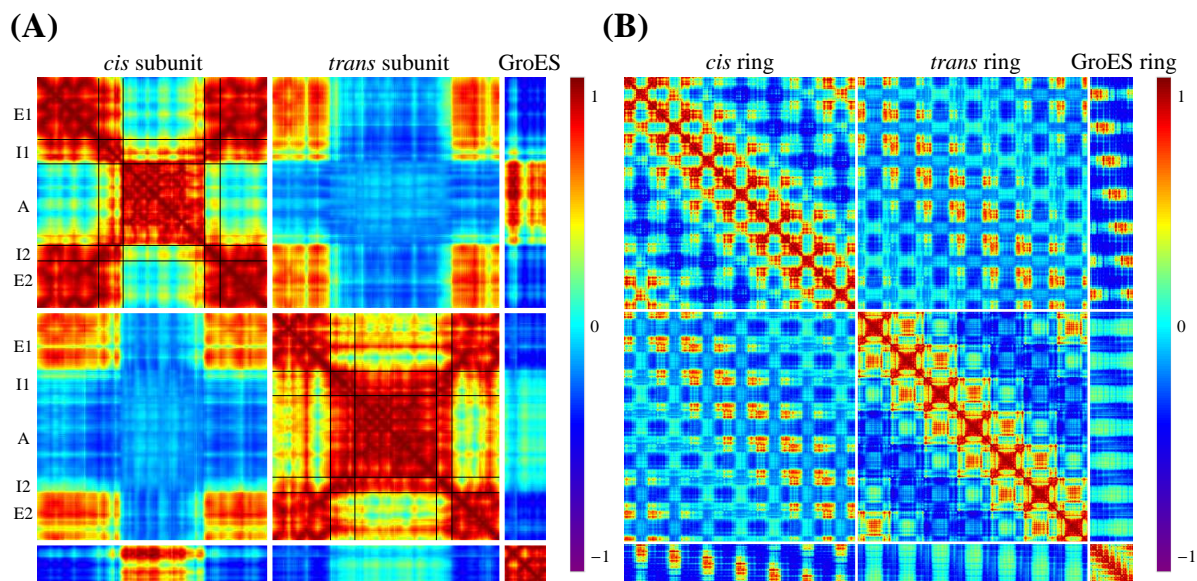 (A)
(B)
cis subunit trans subunit GroES
cis ring trans ring GroES ring
E1
I1
A
I2
E2
E1
I1
A
I2
E2
1
0
−1
1
0
−1